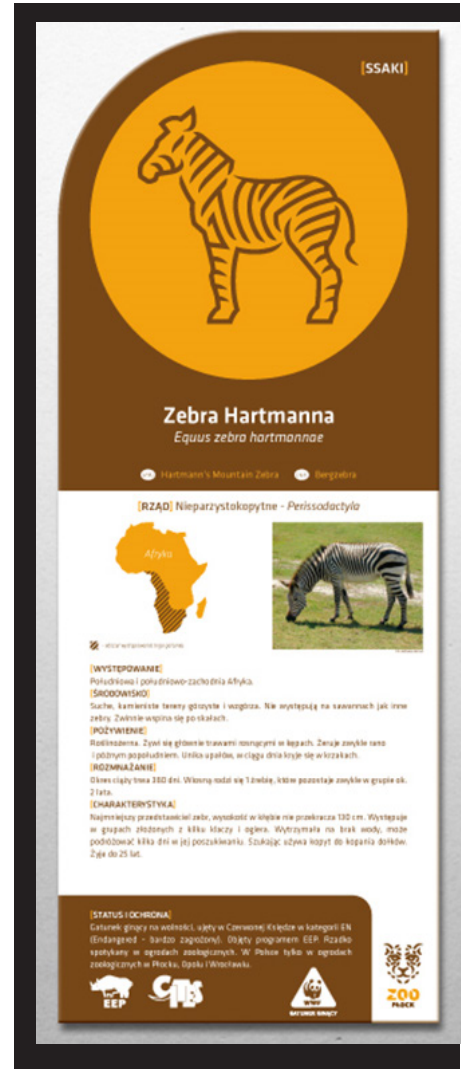 [SSAKI]
Zebra Hartmanna
Equus zebra hartmannae
Hartmann's Mountain Zebra Bergzebra
[RZĄD] Nieparzystokopytne - Perissodactyla
Afryka
[WYSTĘPOWANIE]
Południowa i południowo-zachodnia Afryka.
[ŚRODOWISKO]
Suche, kamieniste tereny górzyste i wzgórza. Nie występują na sawannach jak inne
zebry. Zwinnie wspina się po skałach.
[POŻYWIENIE]
Roślinożerna. Żywi się głównie trawami rosnącymi w kępach. Żeruje zwykle rano
i późnym popołudniem. Unika upałów, w ciągu dnia kryje się w krzakach.
[ROZMNAŻANIE]
Okres ciąży trwa 360 dni. Wiosną rodzi się 1 źrebię, które pozostaje zwykle w grupie ok.
2 lata.
[CHARAKTERYSTYKA]
Najmniejszy przedstawiciel zebr, wysokość w kłębie nie przekracza 130 cm. Występuje
w grupach złożonych z kilku klaczy i ogiera. Wytrzymała na brak wody, może
podróżować kilka dni w jej poszukiwaniu. Szukając używa kopyt do kopania dołków.
Żyje do 25 lat.
[STATUS I OCHRONA]
Gatunek ginący na wolności, ujęty w Czerwonej Księdze w kategorii EN
(Endangered - bardzo zagrożony). Objęty programem EEP. Rzadko
spotykany w ogrodach zoologicznych. W Polsce tylko w ogrodach
zoologicznych w Płocku, Opolu i Wrocławiu.
EEP CITES WWF
GATUNEK GINĄCY
ZOO
PŁOCK